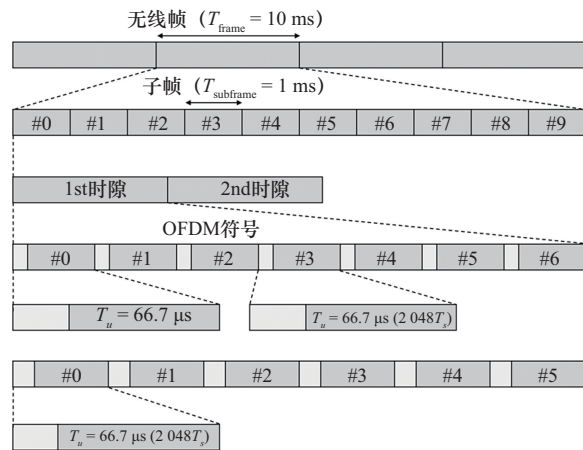 无线帧（T_frame = 10 ms）
子帧（T_subframe = 1 ms）
#0 #1 #2 #3 #4 #5 #6 #7 #8 #9
1st时隙 2nd时隙
OFDM符号
#0 #1 #2 #3 #4 #5 #6
T_u = 66.7 μs T_u = 66.7 μs (2 048T_s)
#0 #1 #2 #3 #4 #5
T_u = 66.7 μs (2 048T_s)